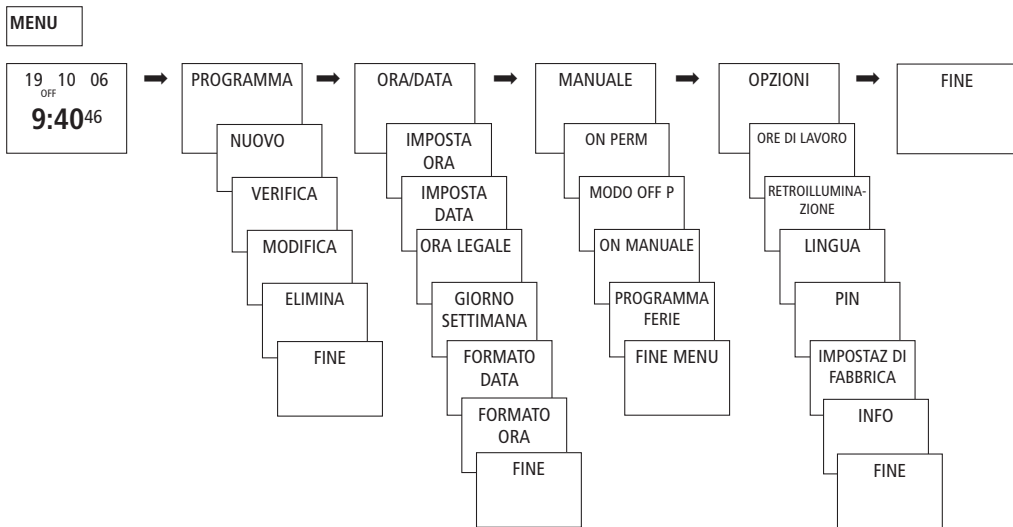 MENU
19 10 06
OFF
9:40 46
PROGRAMMA
NUOVO
VERIFICA
MODIFICA
ELIMINA
FINE
ORA/DATA
IMPOSTA
ORA
IMPOSTA
DATA
ORA LEGALE
GIORNO
SETTIMANA
FORMATO
DATA
FORMATO
ORA
FINE
MANUALE
ON PERM
MODO OFF P
ON MANUALE
PROGRAMMA
FERIE
FINE MENU
OPZIONI
ORE DI LAVORO
RETROILLUMINA-
ZIONE
LINGUA
PIN
IMPOSTAZ DI
FABBRICA
INFO
FINE
FINE